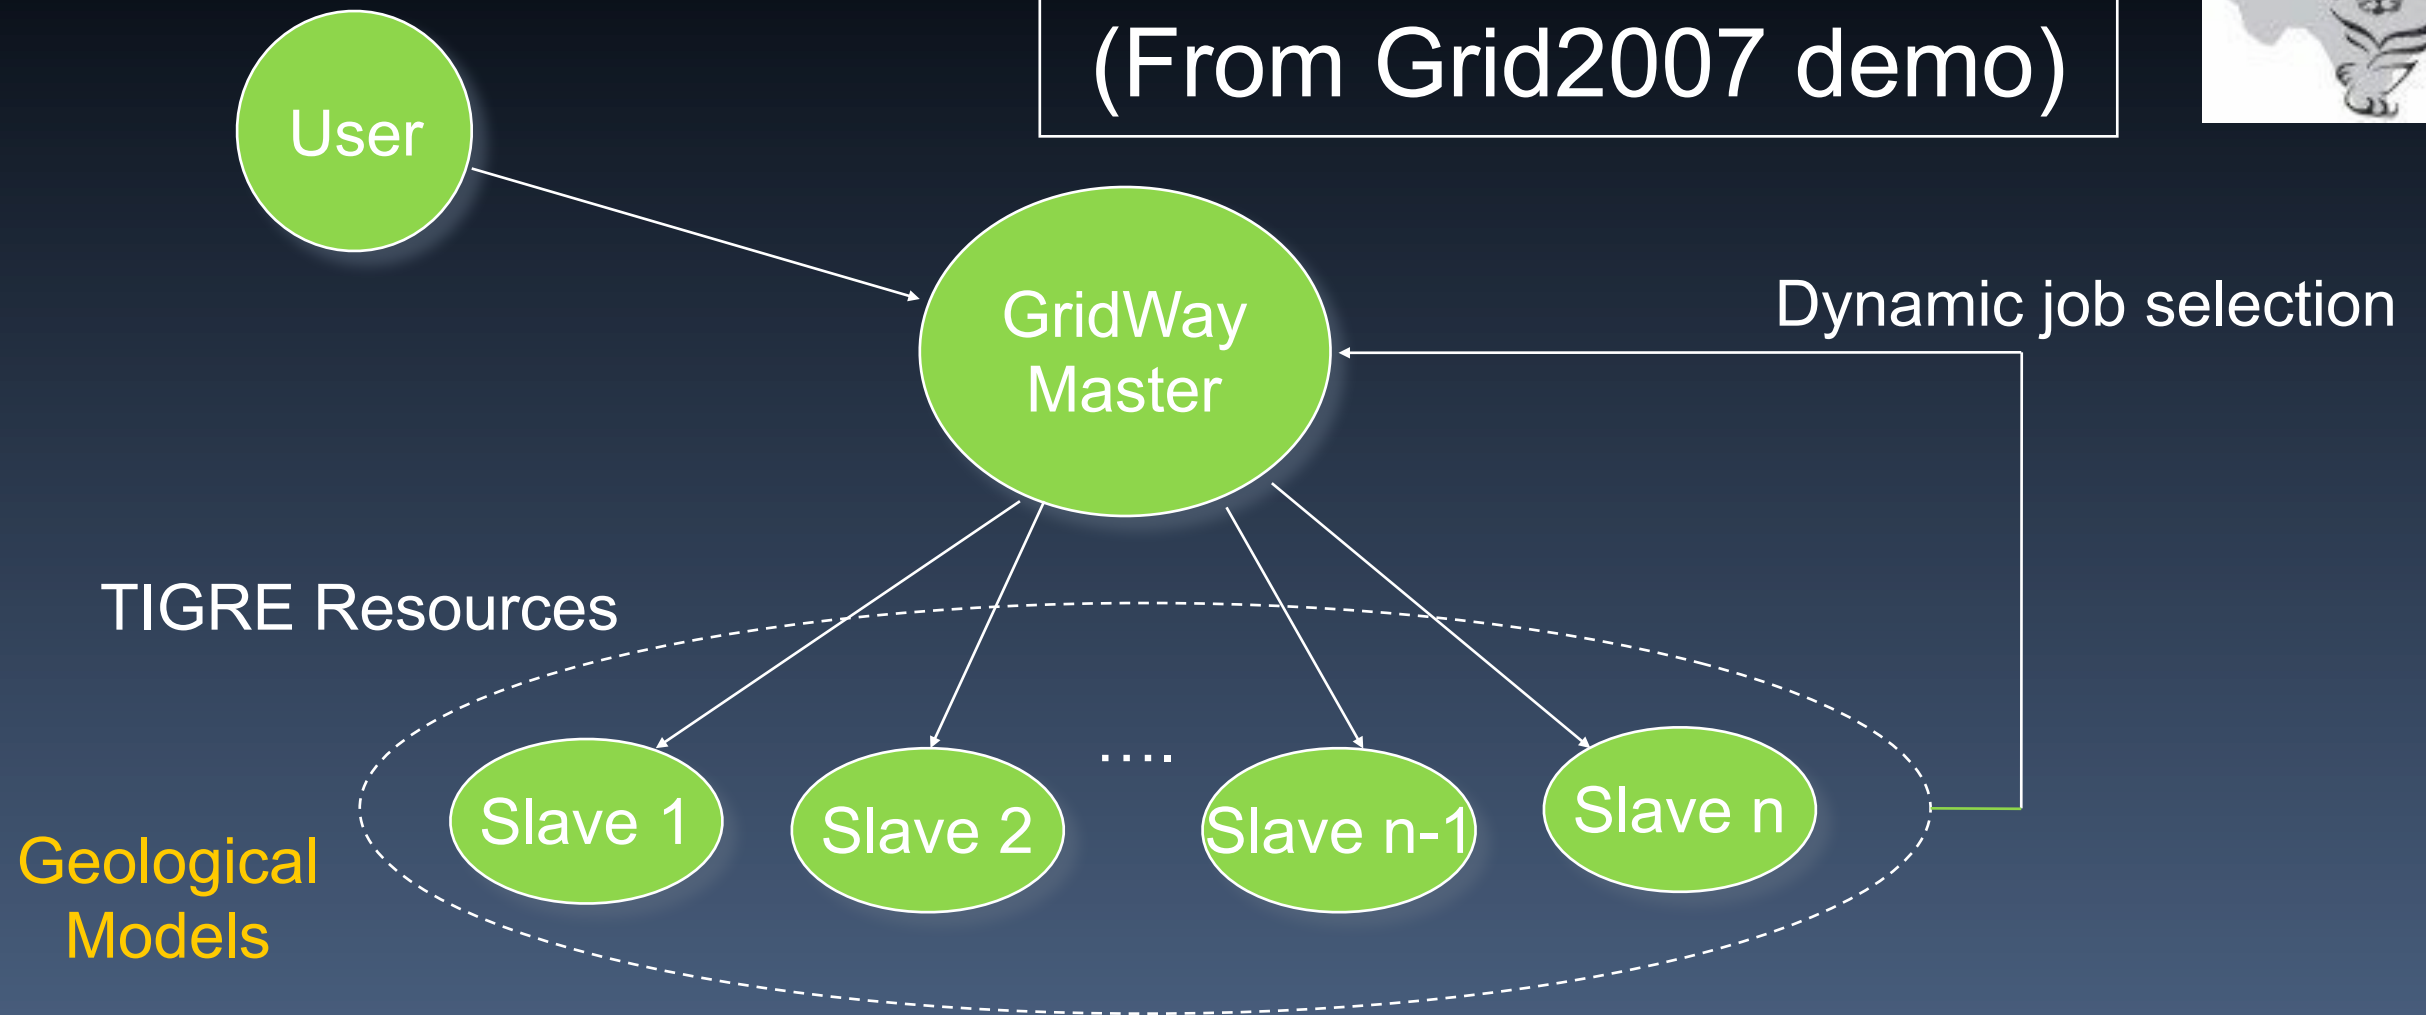 (From Grid2007 demo)
User
GridWay
Master
Dynamic job selection
TIGRE Resources
Slave 1
Slave 2
....
Slave n-1
Slave n
Geological
Models